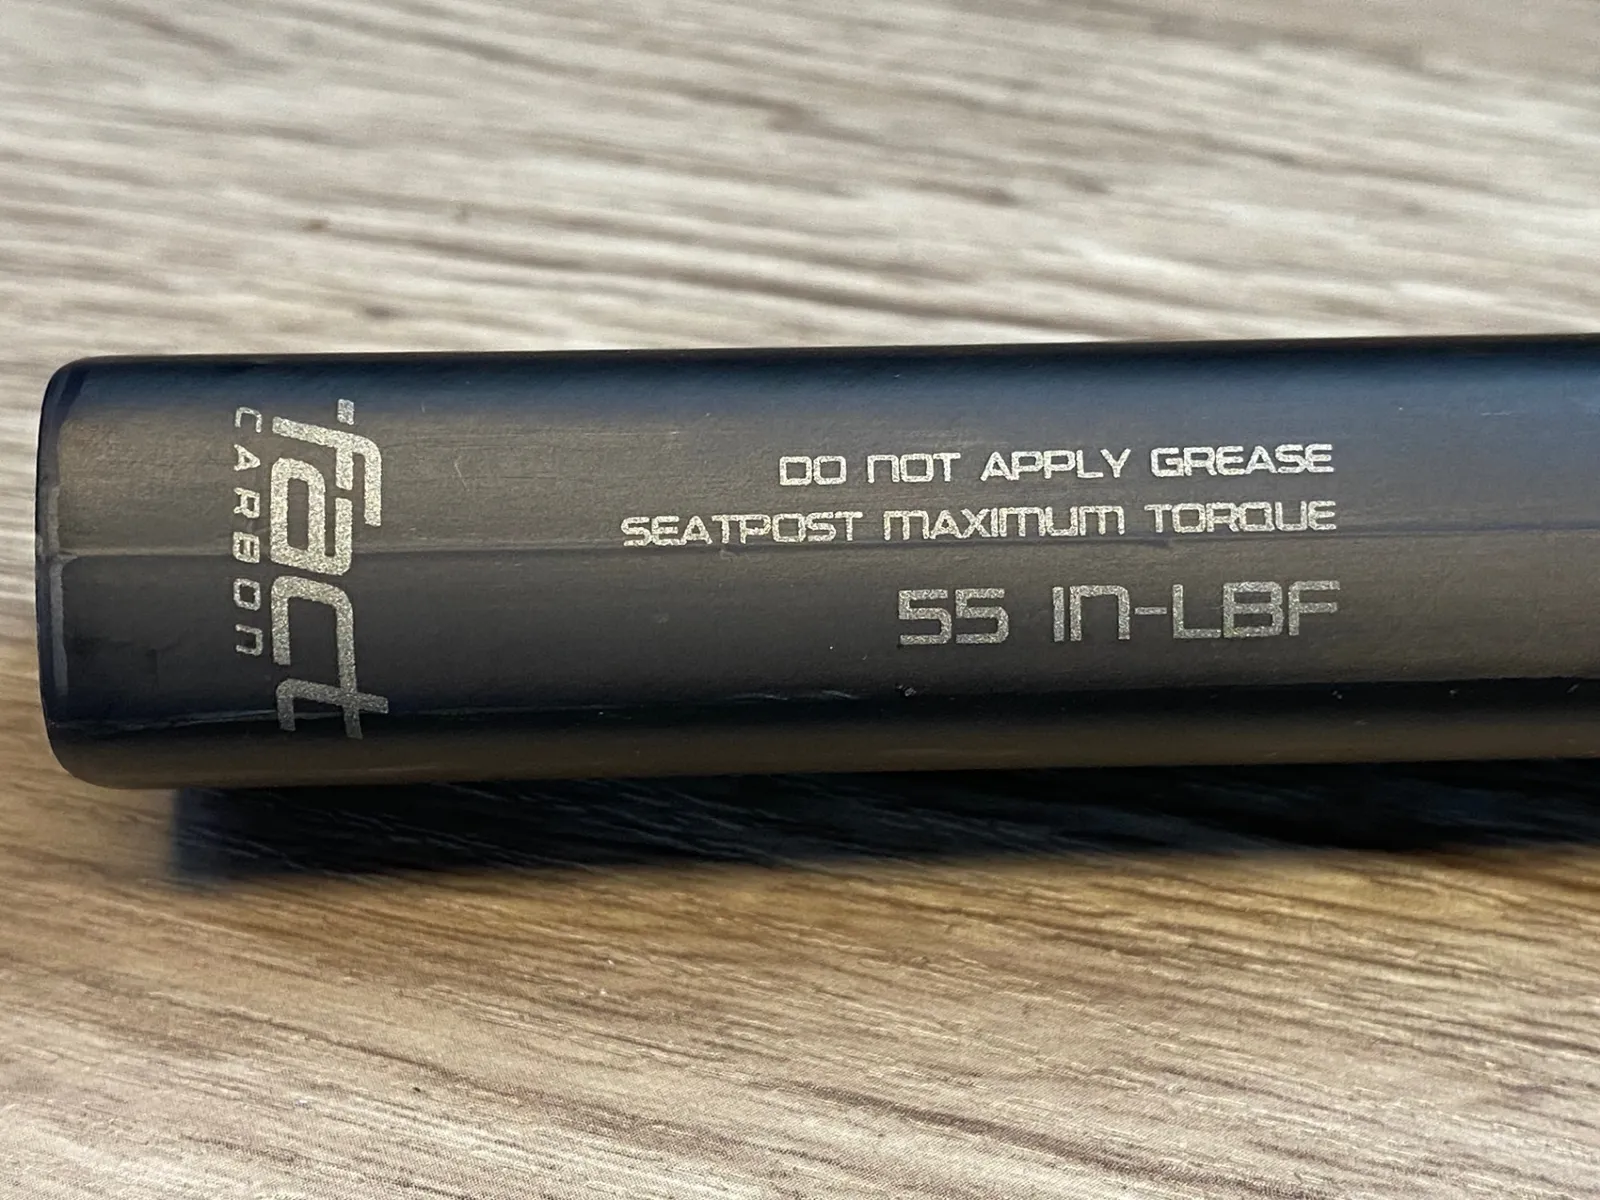 fact
CARBON
DO NOT APPLY GREASE
SEATPOST MAXIMUM TORQUE
55 IN-LBF